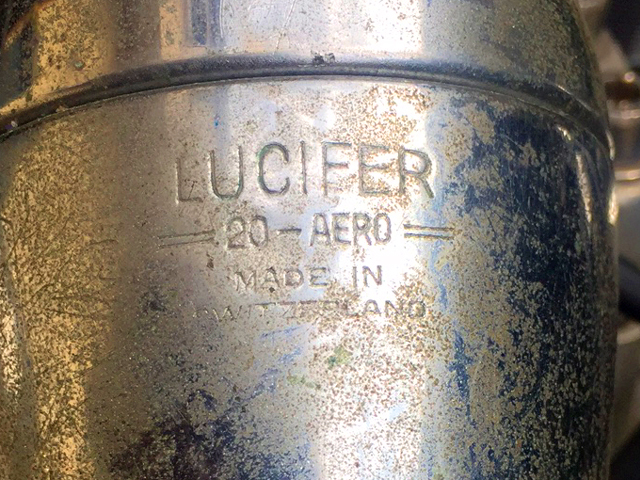 LUCIFER
20-AERO
MADE IN
SWITZERLAND